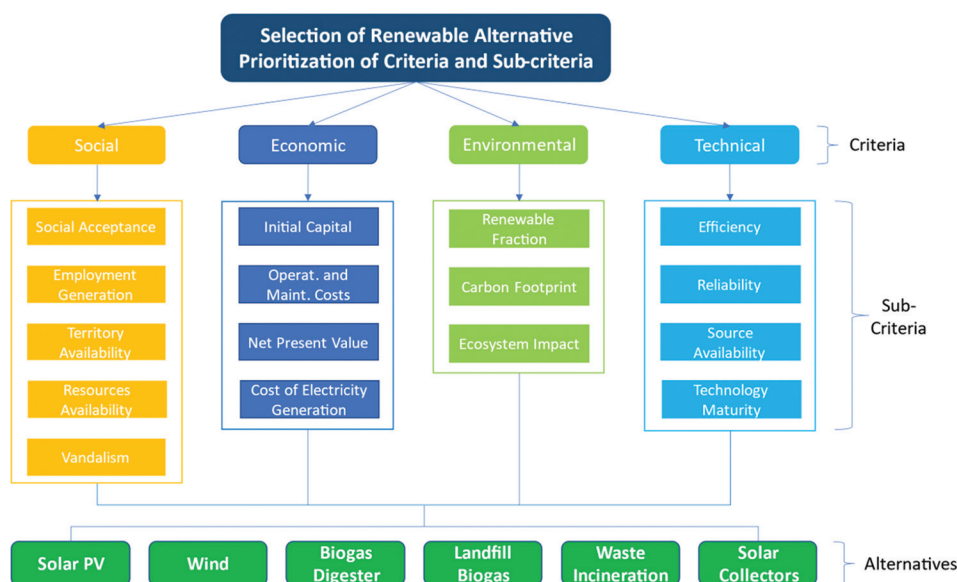 Selection of Renewable Alternative
Prioritization of Criteria and Sub-criteria
Social
Economic
Environmental
Technical
Criteria
Social Acceptance
Employment
Generation
Territory
Availability
Resources
Availability
Vandalism
Initial Capital
Operat. and
Maint. Costs
Net Present Value
Cost of Electricity
Generation
Renewable
Fraction
Carbon Footprint
Ecosystem Impact
Efficiency
Reliability
Source
Availability
Technology
Maturity
Sub-
Criteria
Solar PV
Wind
Biogas
Digester
Landfill
Biogas
Waste
Incineration
Solar
Collectors
Alternatives